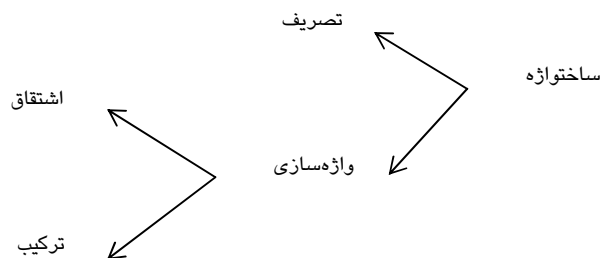 ساختواژه
تصریف
واژه‌سازی
اشتقاق
ترکیب